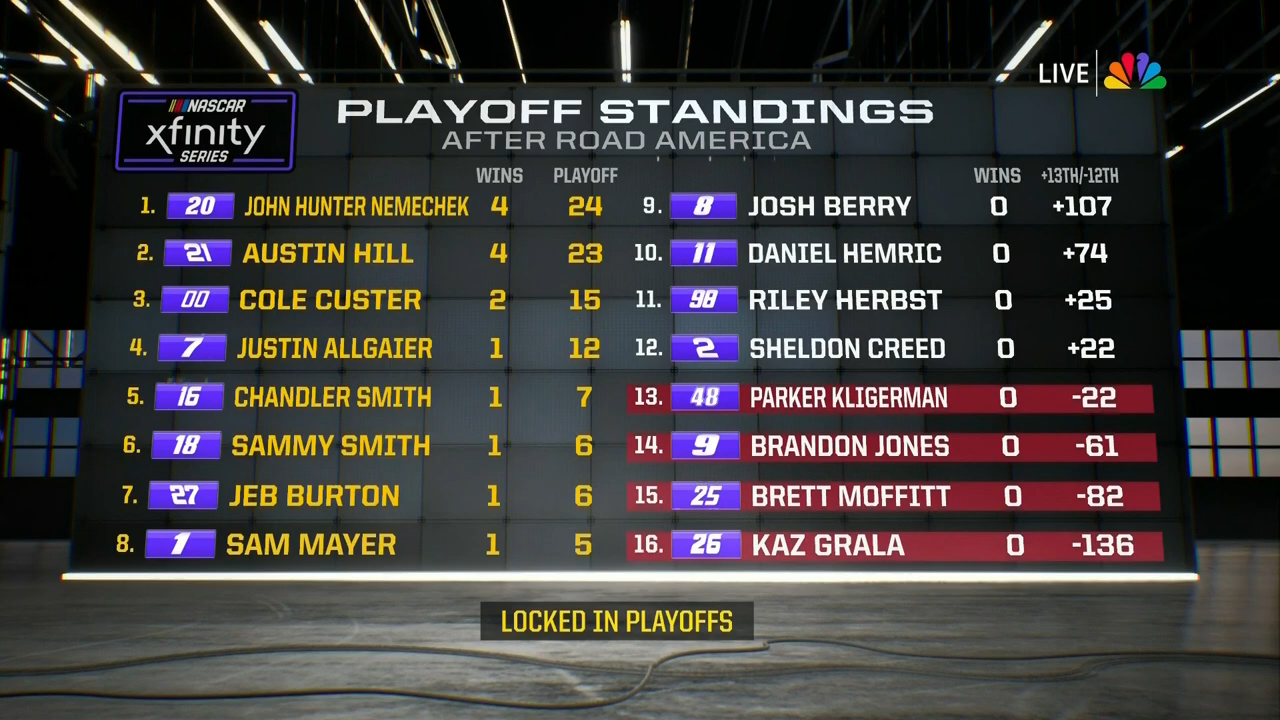 LIVE
NASCAR
xfinity
SERIES
PLAYOFF STANDINGS
AFTER ROAD AMERICA
WINS PLAYOFF
1. 20 JOHN HUNTER NEMECHEK 4 24
2. 21 AUSTIN HILL 4 23
3. 00 COLE CUSTER 2 15
4. 7 JUSTIN ALLGAIER 1 12
5. 16 CHANDLER SMITH 1 7
6. 18 SAMMY SMITH 1 6
7. 27 JEB BURTON 1 6
8. 1 SAM MAYER 1 5
WINS +13TH/-12TH
9. 8 JOSH BERRY 0 +107
10. 11 DANIEL HEMRIC 0 +74
11. 98 RILEY HERBST 0 +25
12. 2 SHELDON CREED 0 +22
13. 48 PARKER KLIGERMAN 0 -22
14. 9 BRANDON JONES 0 -61
15. 25 BRETT MOFFITT 0 -82
16. 26 KAZ GRALA 0 -136
LOCKED IN PLAYOFFS